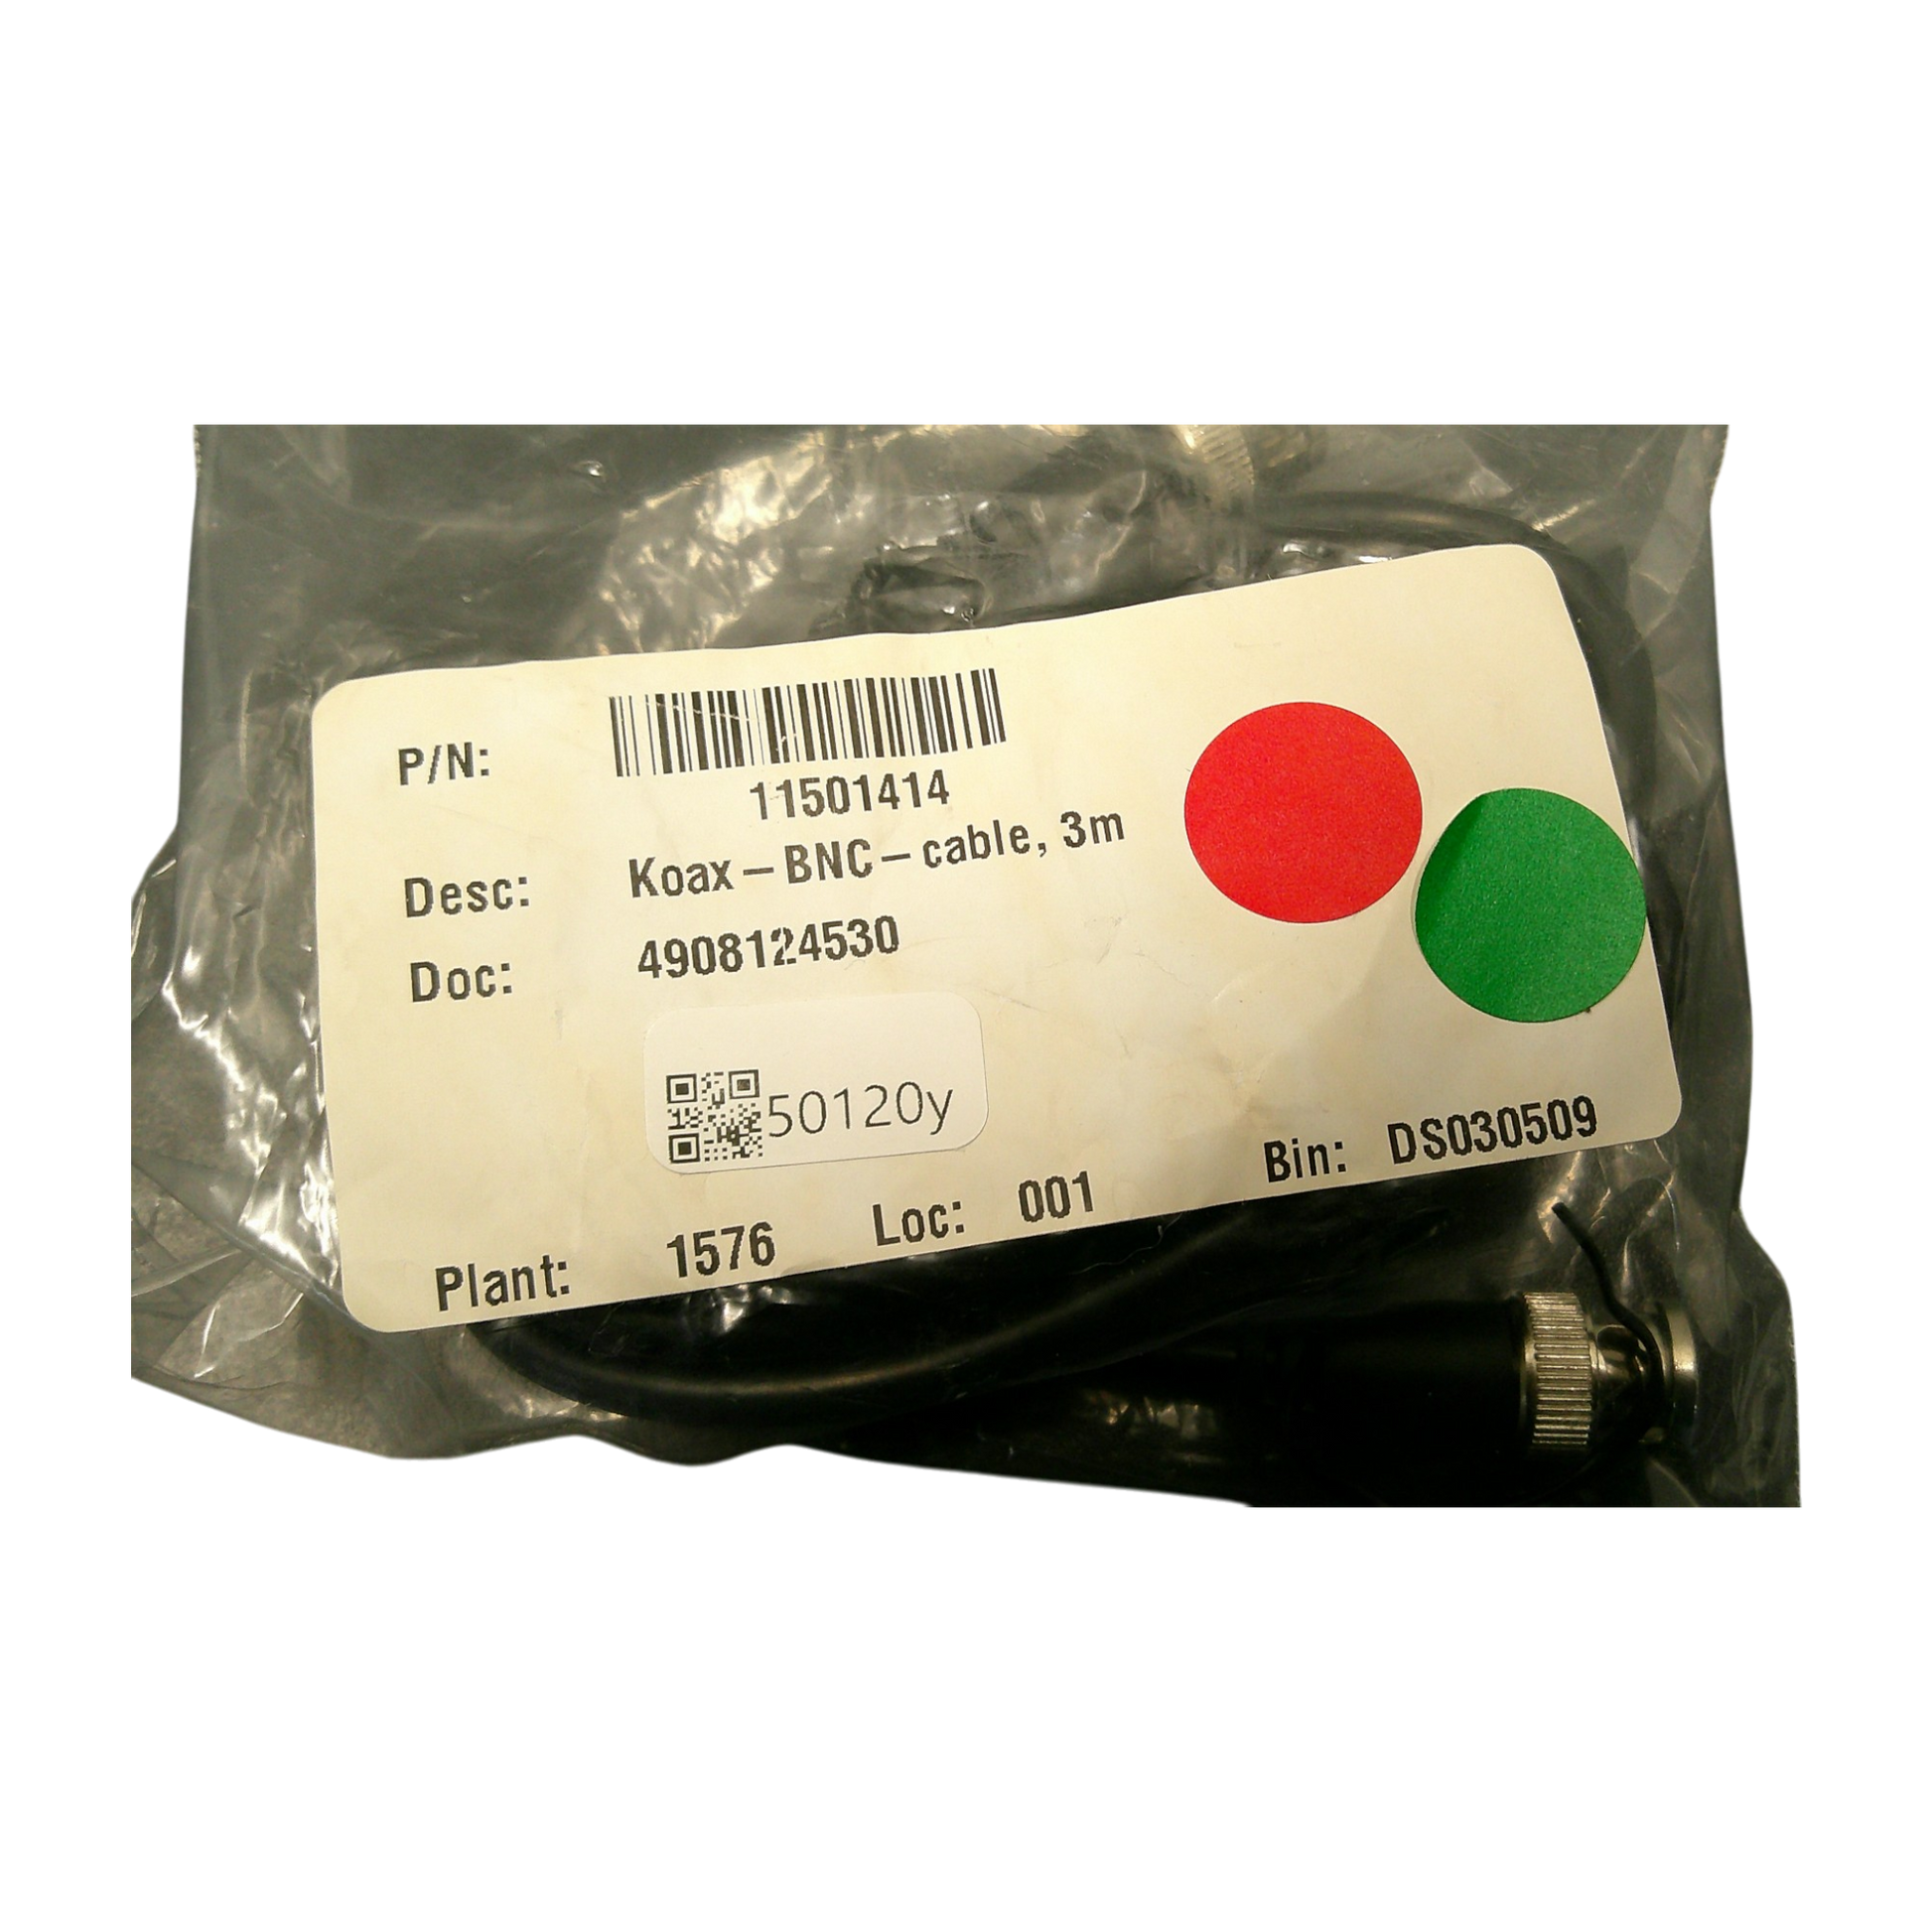 P/N:
11501414
Desc: Koax-BNC-cable, 3m
Doc: 4908124530
50120y
Plant: 1576 Loc: 001 Bin: DS030509